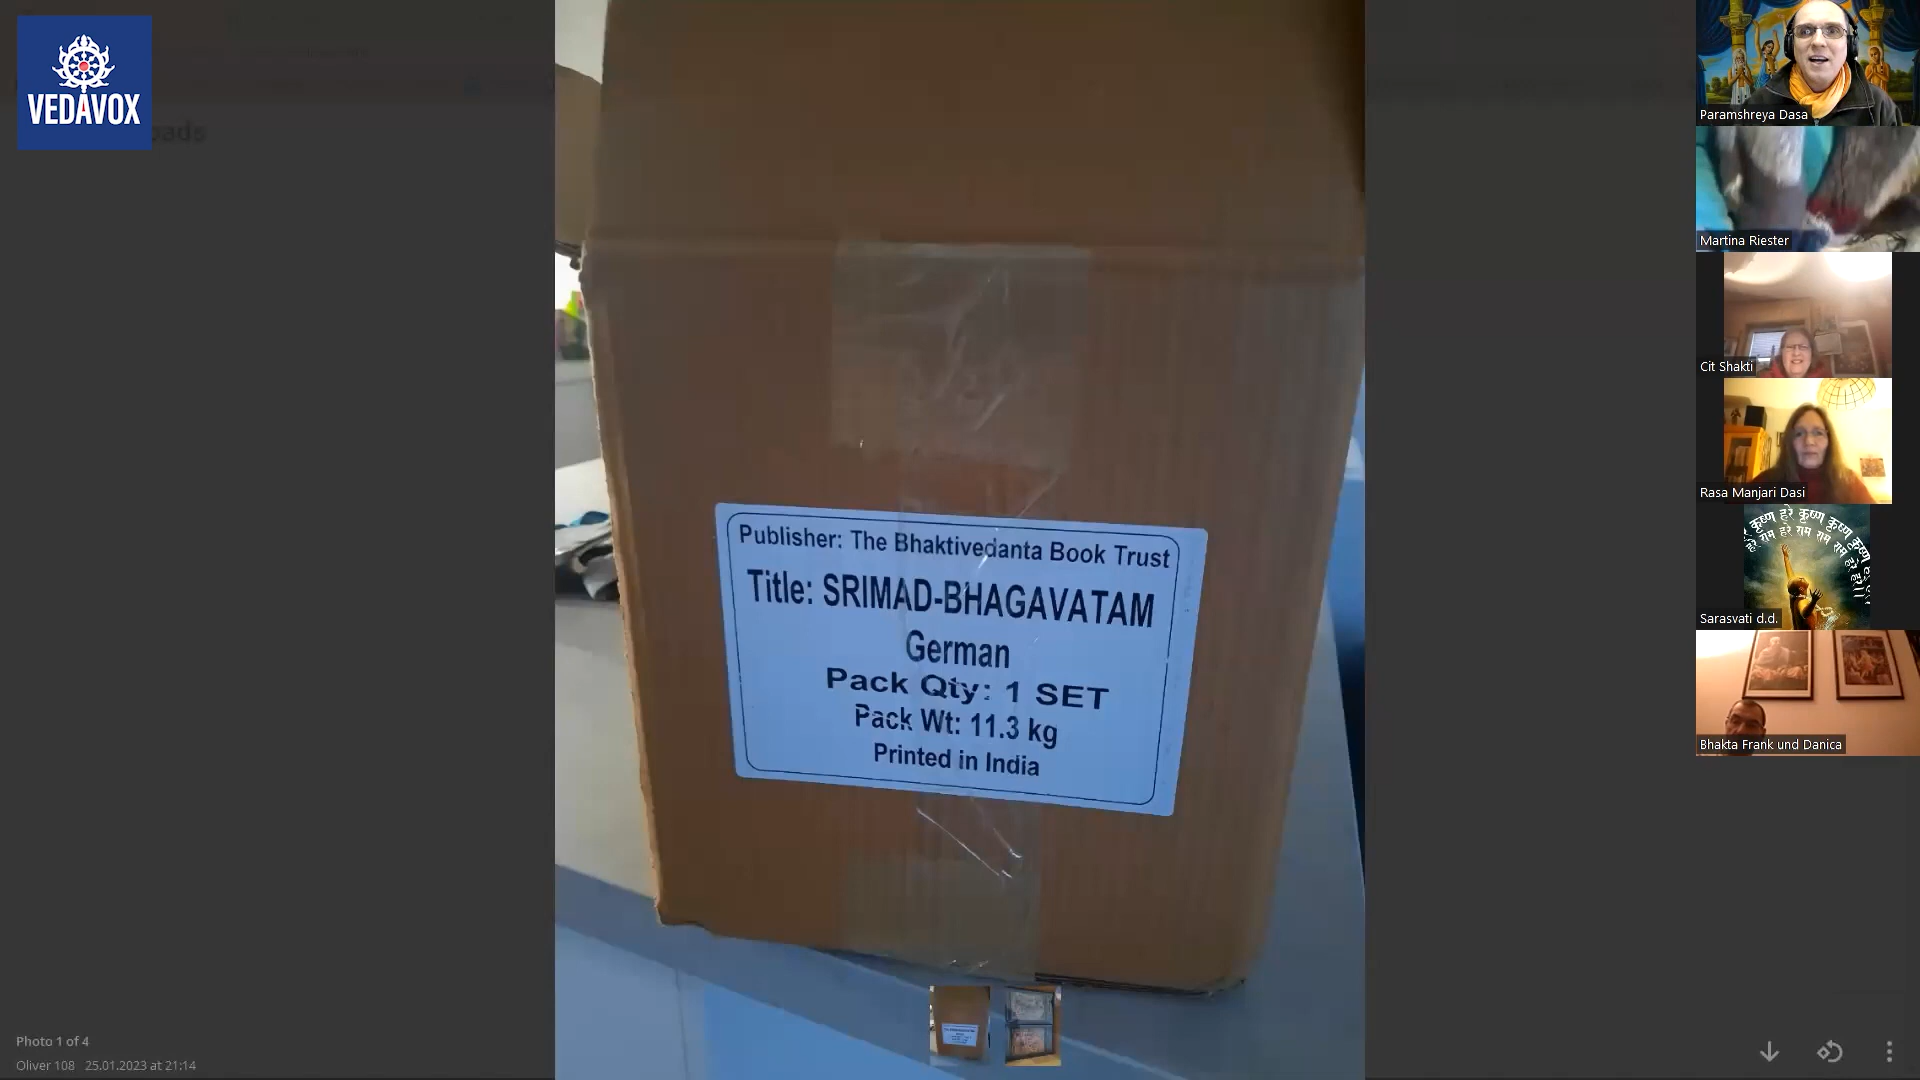 VEDAVOX
oads
Publisher: The Bhaktivedanta Book Trust
Title: SRIMAD-BHAGAVATAM
German
Pack Qty: 1 SET
Pack Wt: 11.3 kg
Printed in India
Photo 1 of 4
Oliver 108 25.01.2023 at 21:14
Paramshreya Dasa
Martina Riester
Cit Shakti
Rasa Manjari Dasi
Sarasvati d.d.
Bhakta Frank und Danica